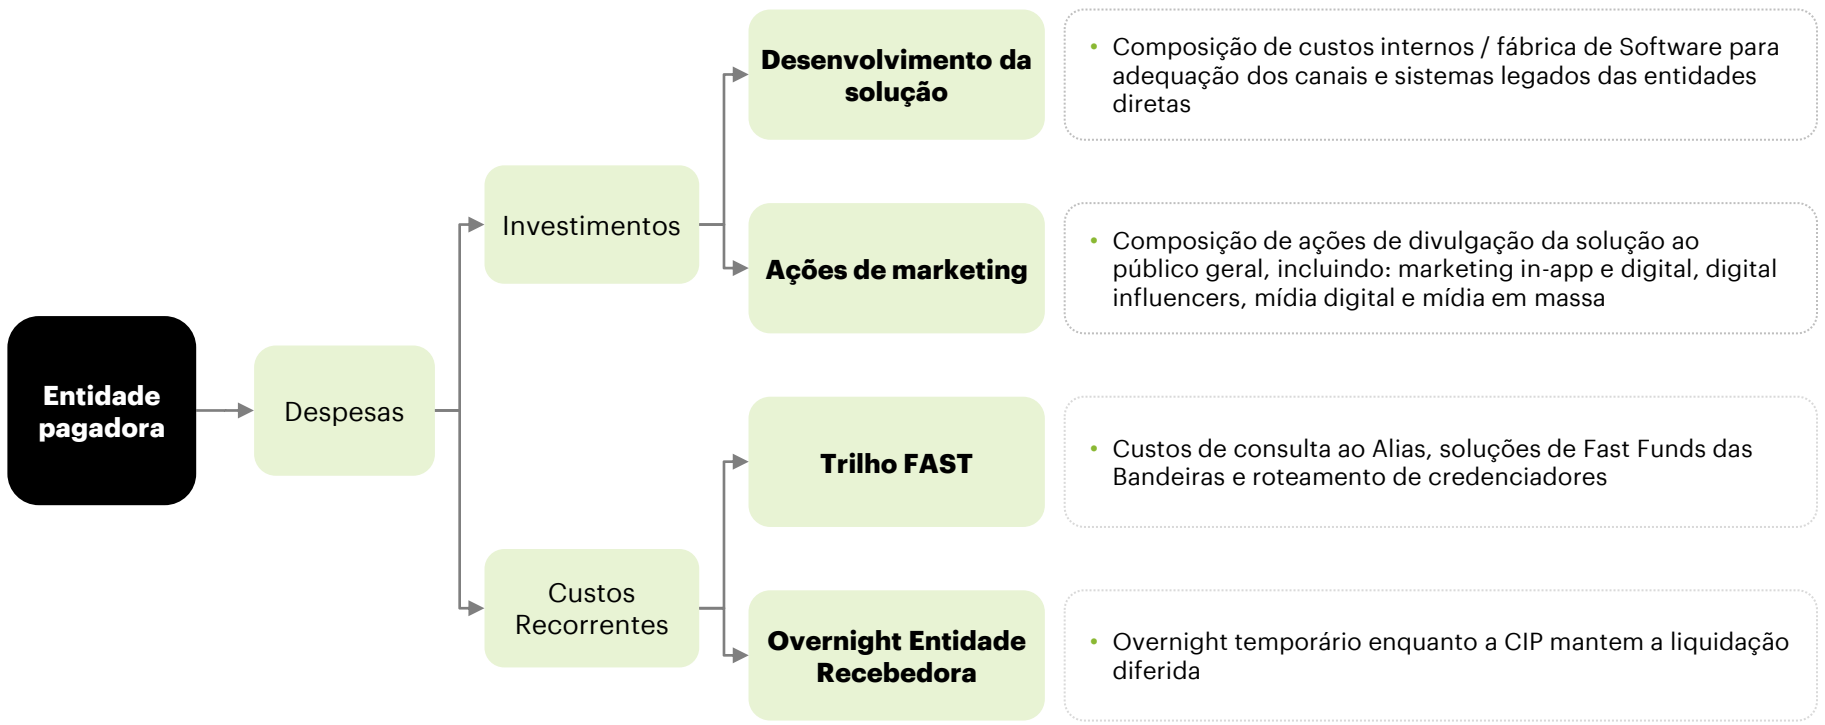 Entidade
pagadora
Despesas
Investimentos
Desenvolvimento da
solução
• Composição de custos internos / fábrica de Software para
adequação dos canais e sistemas legados das entidades
diretas
Ações de marketing
• Composição de ações de divulgação da solução ao
público geral, incluindo: marketing in-app e digital, digital
influencers, mídia digital e mídia em massa
Custos
Recorrentes
Trilho FAST
• Custos de consulta ao Alias, soluções de Fast Funds das
Bandeiras e roteamento de credenciadores
Overnight Entidade
Recebedora
• Overnight temporário enquanto a CIP mantem a liquidação
diferida